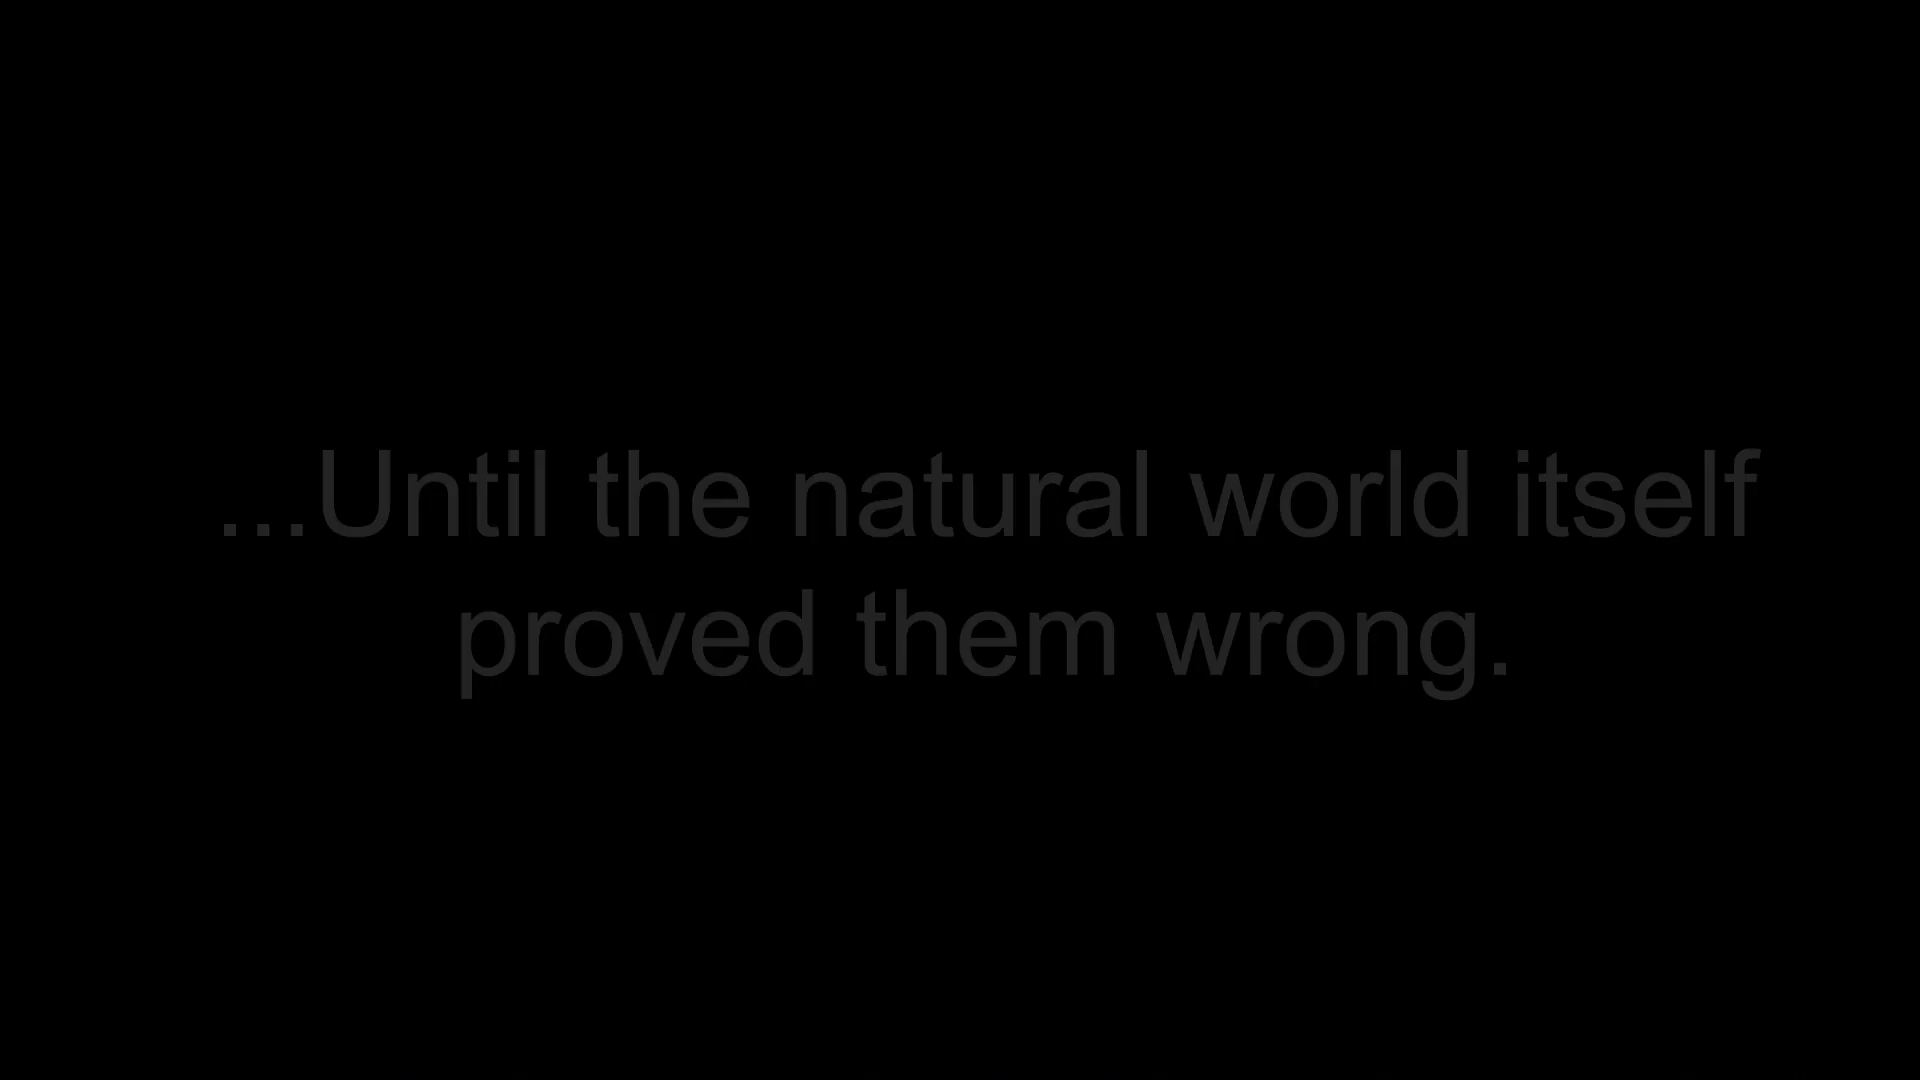 ...Until the natural world itself
proved them wrong.